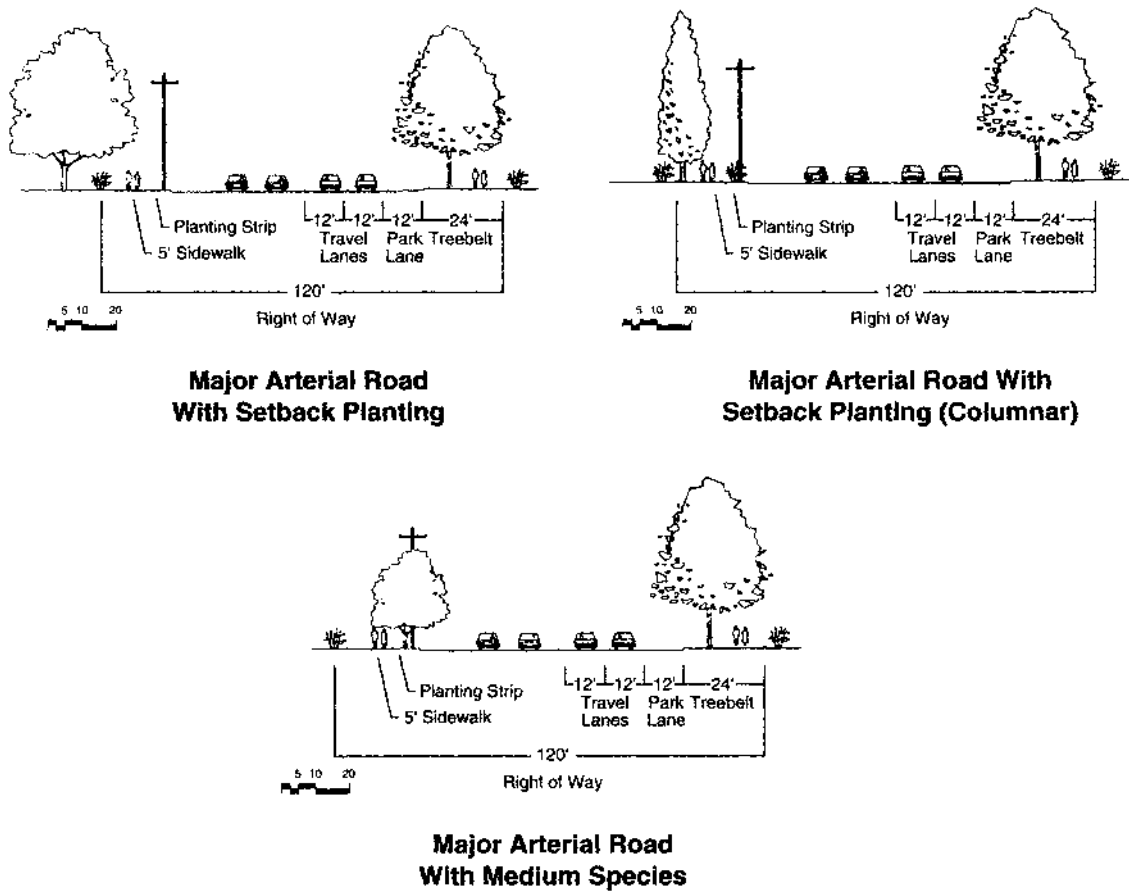 12' 12' 12' 24'
Planting Strip
Travel Park Treebelt
5' Sidewalk
Lanes Lane
120'
5 10 20
Right of Way
Major Arterial Road
With Setback Planting
12' 12' 12' 24'
Planting Strip
Travel Park Treebelt
5' Sidewalk
Lanes Lane
120'
5 10 20
Right of Way
Major Arterial Road With
Setback Planting (Columnar)
12' 12' 12' 24'
Planting Strip
Travel Park Treebelt
5' Sidewalk
Lanes Lane
120'
5 10 20
Right of Way
Major Arterial Road
With Medium Species